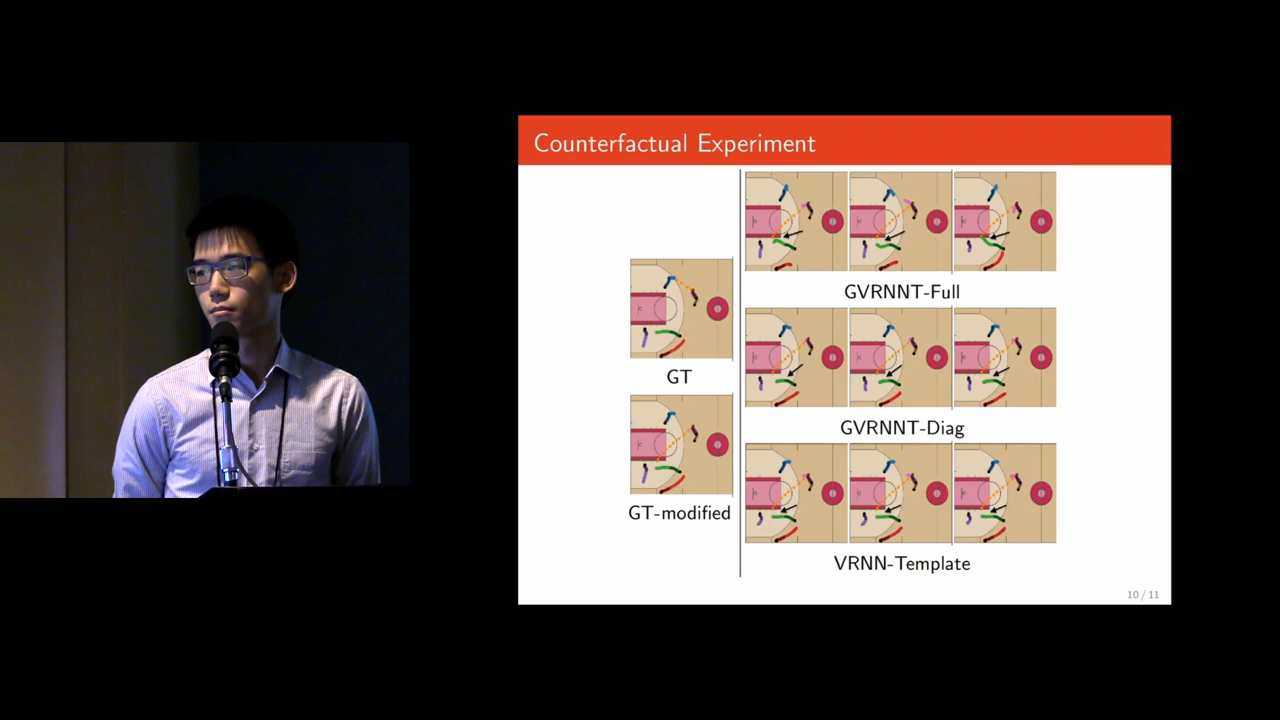 Counterfactual Experiment
GT
GT-modified
GVRNNT-Full
GVRNNT-Diag
VRNN-Template
10 / 11